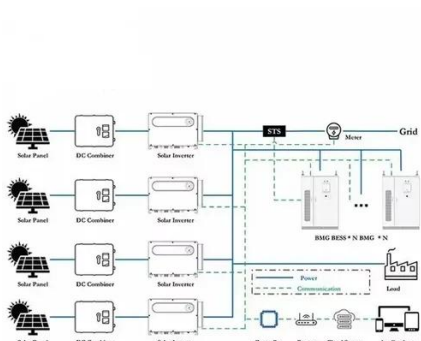 STS
Meter
Grid
Solar Panel
DC Combiner
Solar Inverter
Solar Panel
DC Combiner
Solar Inverter
BMG BESS * N BMG * N
Solar Panel
DC Combiner
Solar Inverter
Power
Communication
Load